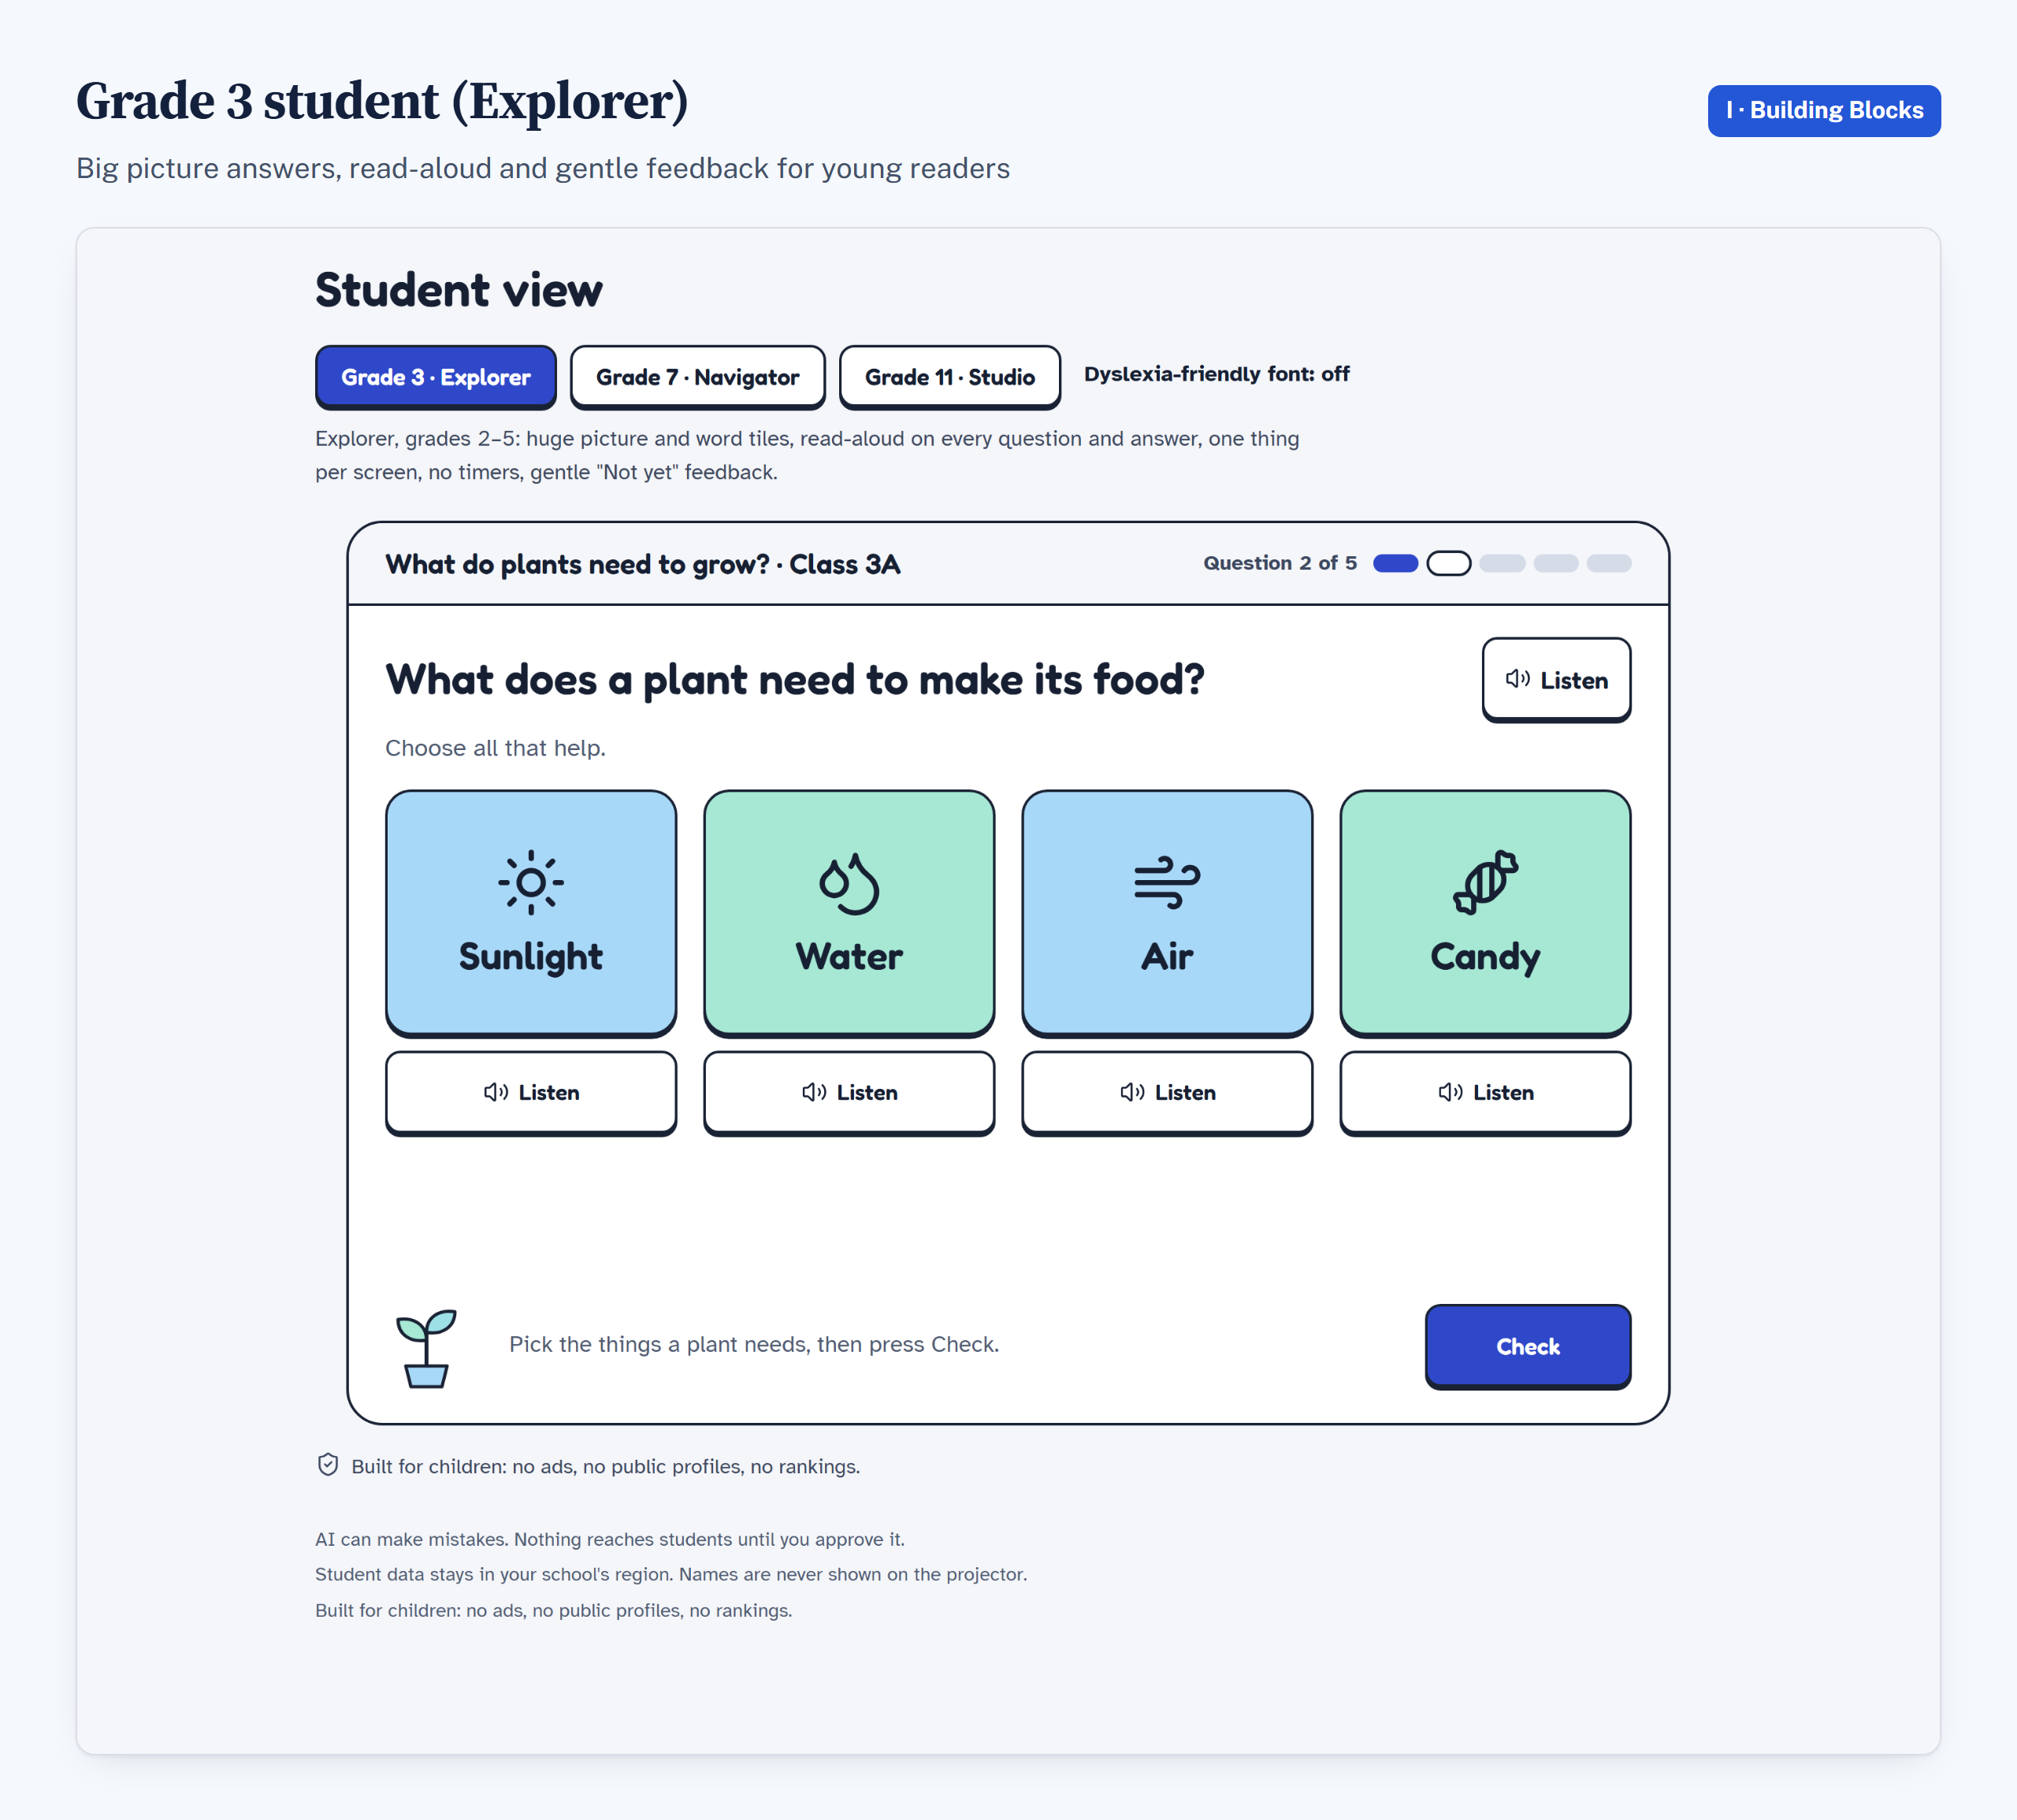 Grade 3 student (Explorer)
I · Building Blocks
Big picture answers, read-aloud and gentle feedback for young readers
Student view
Grade 3 · Explorer
Grade 7 · Navigator
Grade 11 · Studio
Dyslexia-friendly font: off
Explorer, grades 2–5: huge picture and word tiles, read-aloud on every question and answer, one thing
per screen, no timers, gentle "Not yet" feedback.
What do plants need to grow? · Class 3A
Question 2 of 5
What does a plant need to make its food?
Listen
Choose all that help.
Sunlight
Water
Air
Candy
Listen
Listen
Listen
Listen
Pick the things a plant needs, then press Check.
Check
Built for children: no ads, no public profiles, no rankings.
AI can make mistakes. Nothing reaches students until you approve it.
Student data stays in your school's region. Names are never shown on the projector.
Built for children: no ads, no public profiles, no rankings.